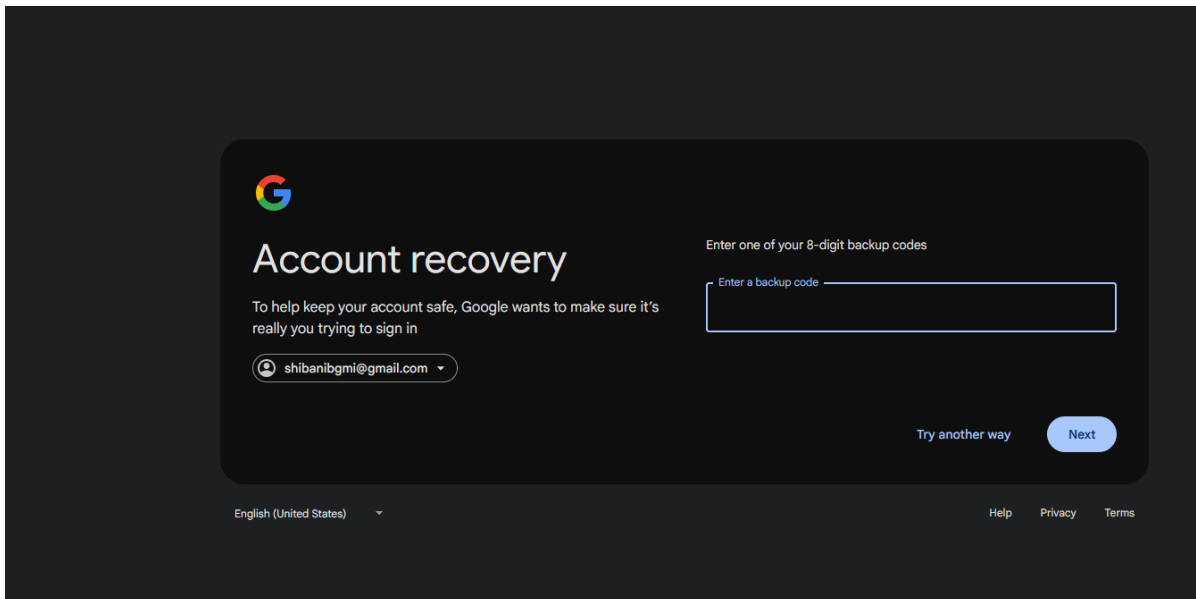 Account recovery
To help keep your account safe, Google wants to make sure it's
really you trying to sign in
shibanibgmi@gmail.com
Enter one of your 8-digit backup codes
Enter a backup code
Try another way
Next
English (United States)
Help
Privacy
Terms